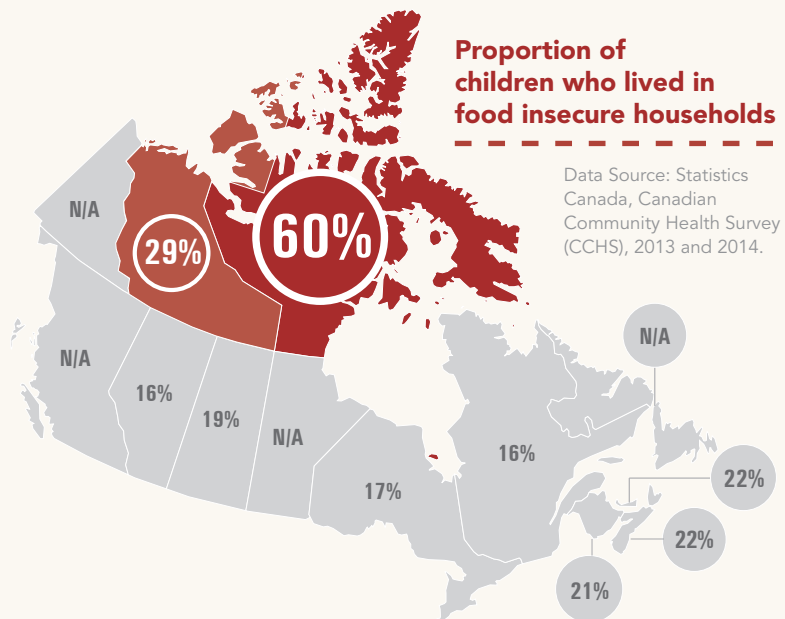 Proportion of
children who lived in
food insecure households
Data Source: Statistics
Canada, Canadian
Community Health Survey
(CCHS), 2013 and 2014.
N/A
29%
60%
N/A
16%
19%
N/A
17%
16%
N/A
22%
22%
21%